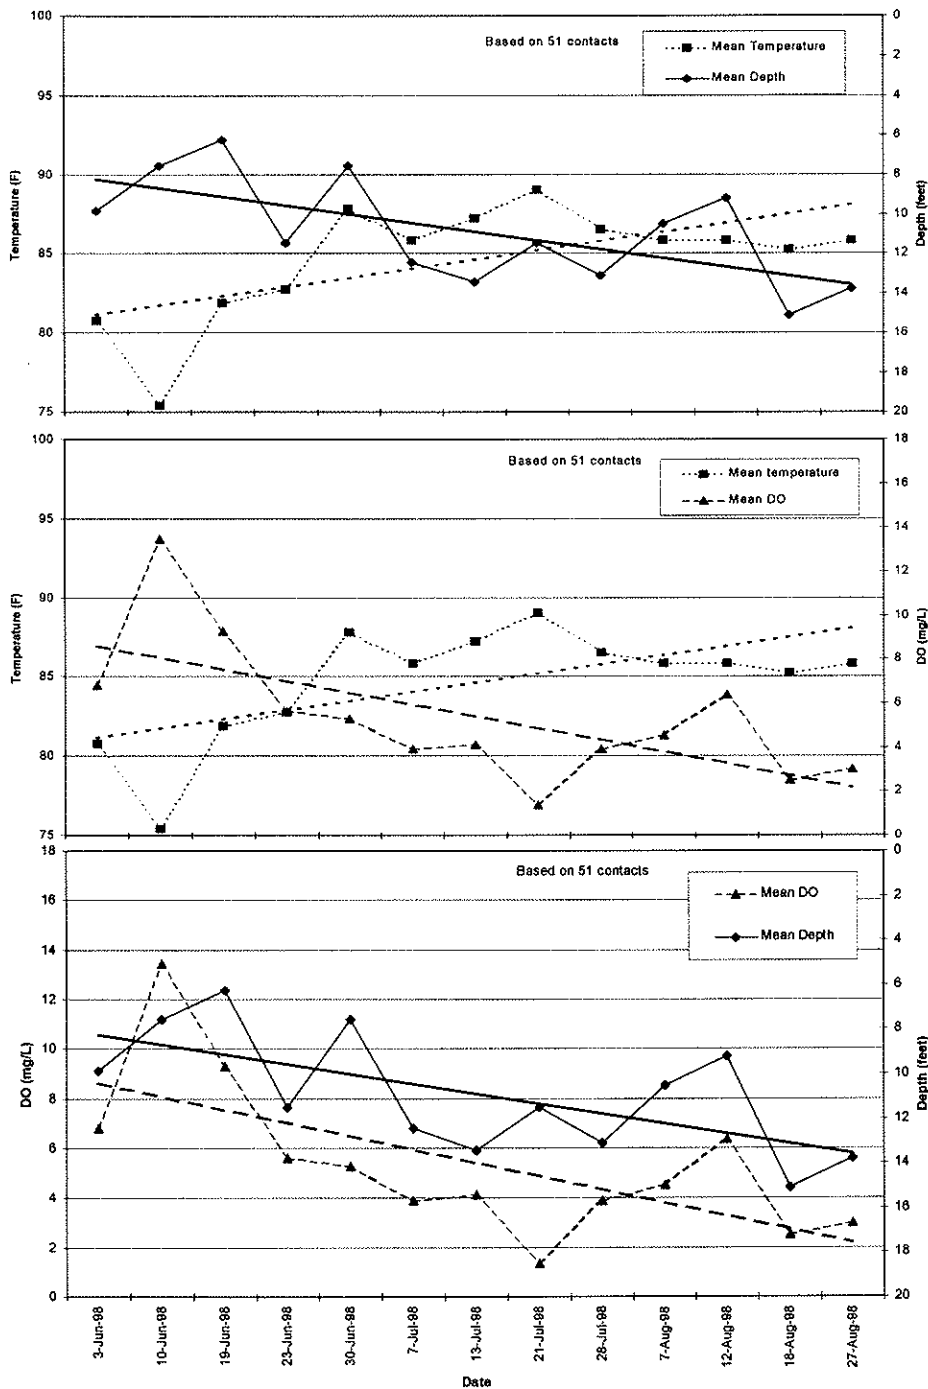 Based on 51 contacts
Mean Temperature
Mean Depth
100
95
90
85
80
75
Temperature (F)
0
2
4
6
8
10
12
14
16
18
20
Depth (feet)
Based on 51 contacts
Mean temperature
Mean DO
100
95
90
85
80
75
Temperature (F)
18
16
14
12
10
8
6
4
2
0
DO (mg/L)
Based on 51 contacts
Mean DO
Mean Depth
18
16
14
12
10
8
6
4
2
0
DO (mg/L)
0
2
4
6
8
10
12
14
16
18
20
Depth (feet)
3-Jun-98
10-Jun-98
19-Jun-98
23-Jun-98
30-Jun-98
7-Jul-98
13-Jul-98
21-Jul-98
28-Jul-98
7-Aug-98
12-Aug-98
18-Aug-98
27-Aug-98
Date